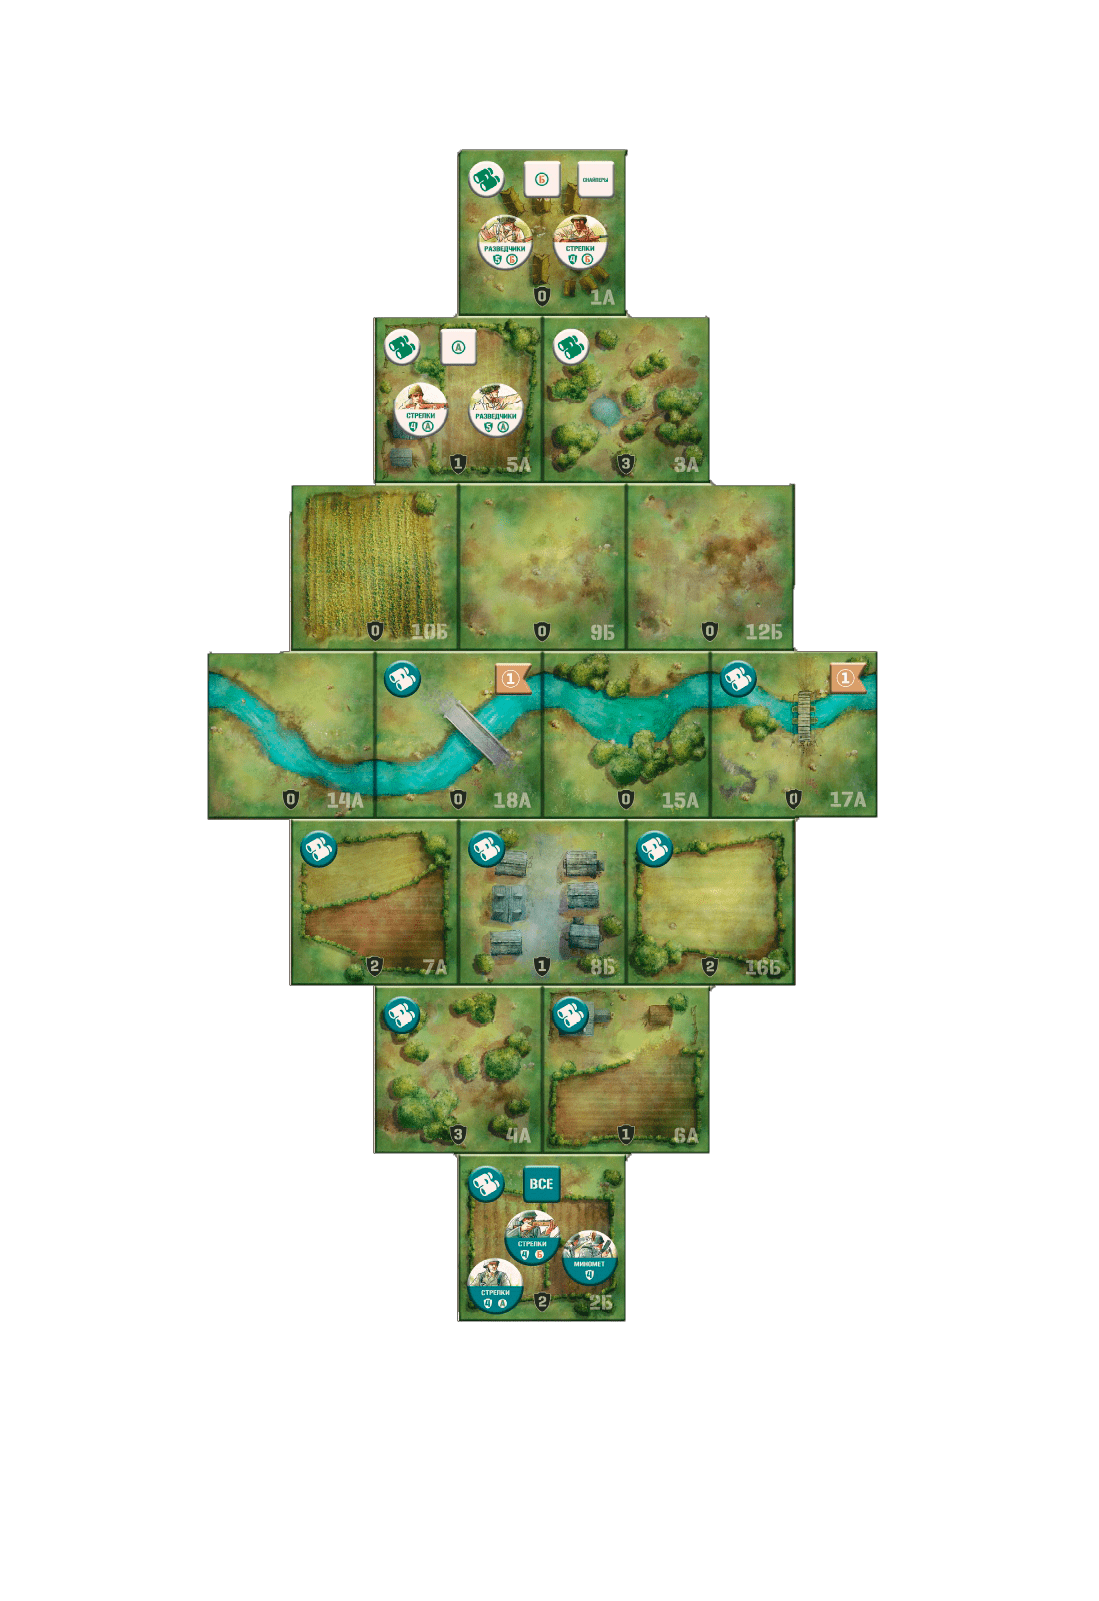 Б
СНАЙПЕРЫ
РАЗВЕДЧИКИ
5 Б
СТРЕЛКИ
4 Б
0 1А
А
СТРЕЛКИ
4 А
РАЗВЕДЧИКИ
5 А
1 5А
3 3А
0 10Б
0 9Б
0 12Б
1
1
0 14А
0 18А
0 15А
0 17А
2 7А
1 8Б
2 16Б
3 4А
1 6А
ВСЕ
СТРЕЛКИ
4 Б
МИНОМЕТ
4
СТРЕЛКИ
4 А
2 2Б